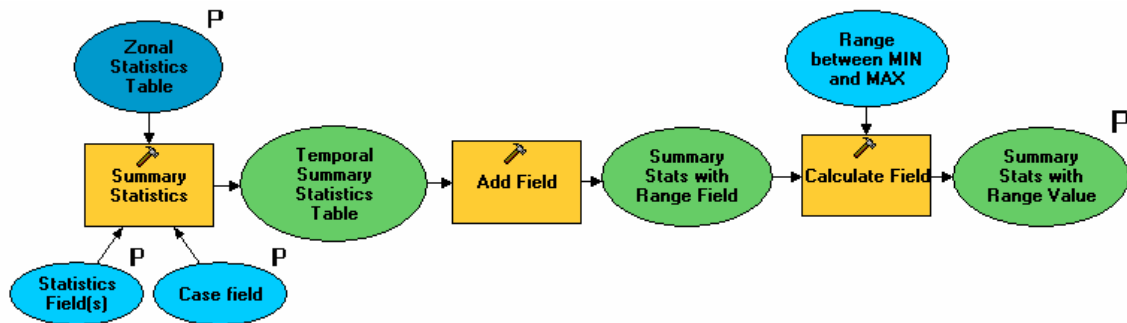 P
Zonal
Statistics
Table
Range
between MIN
and MAX
P
Summary
Statistics
Temporal
Summary
Statistics
Table
Add Field
Summary
Stats with
Range Field
Calculate Field
Summary
Stats with
Range Value
P
P
Statistics
Field(s)
Case field